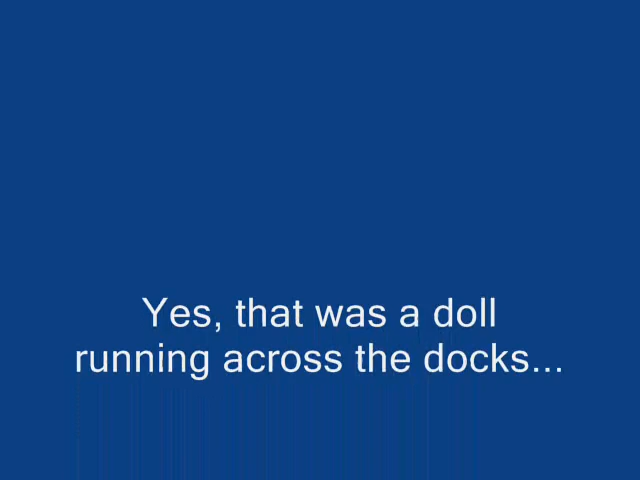 Yes, that was a doll
running across the docks...